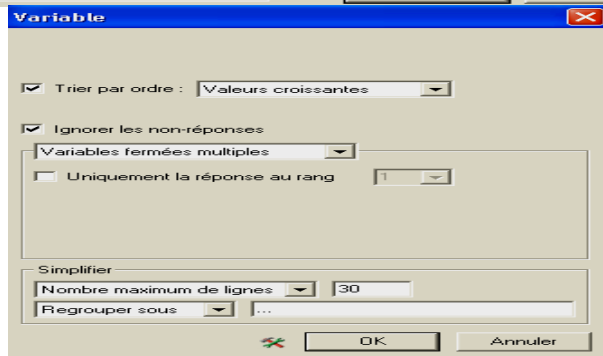 Variable
Trier par ordre : Valeurs croissantes
Ignorer les non-réponses
Variables fermées multiples
Uniquement la réponse au rang 1
Simplifier
Nombre maximum de lignes 30
Regrouper sous ...
OK Annuler